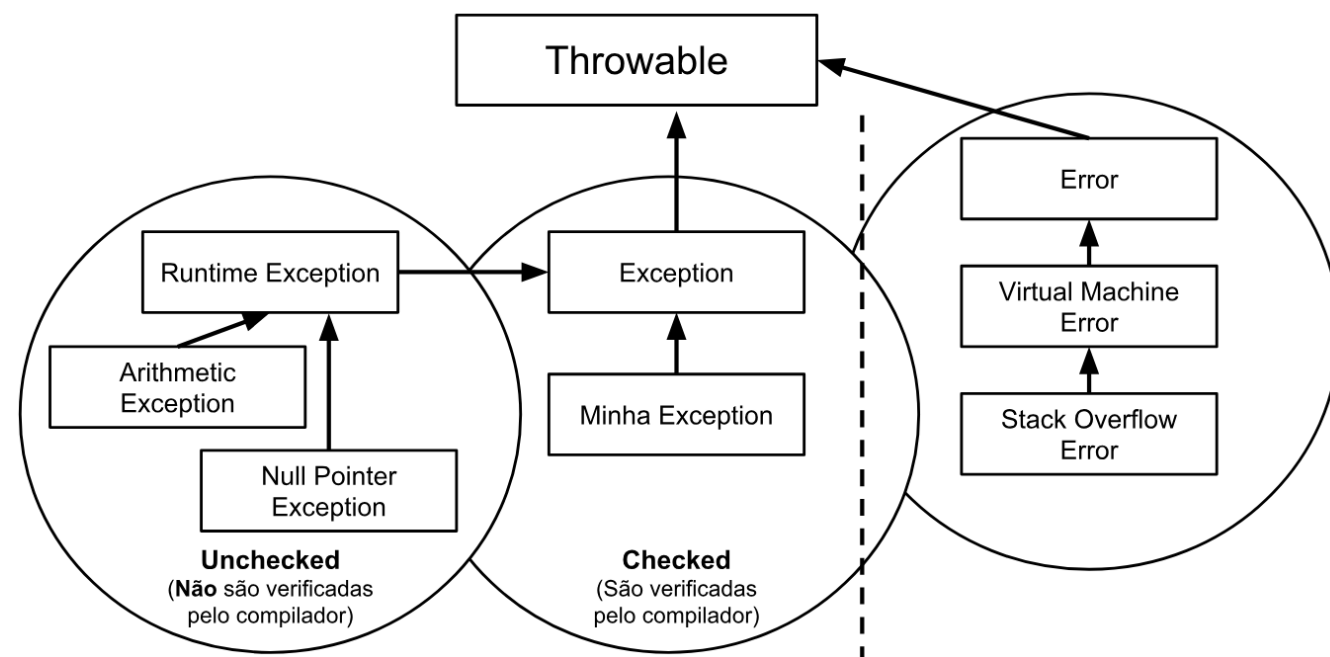 Throwable
Error
Runtime Exception
Exception
Virtual Machine
Error
Arithmetic
Exception
Minha Exception
Stack Overflow
Error
Null Pointer
Exception
Unchecked
(Não são verificadas
pelo compilador)
Checked
(São verificadas
pelo compilador)